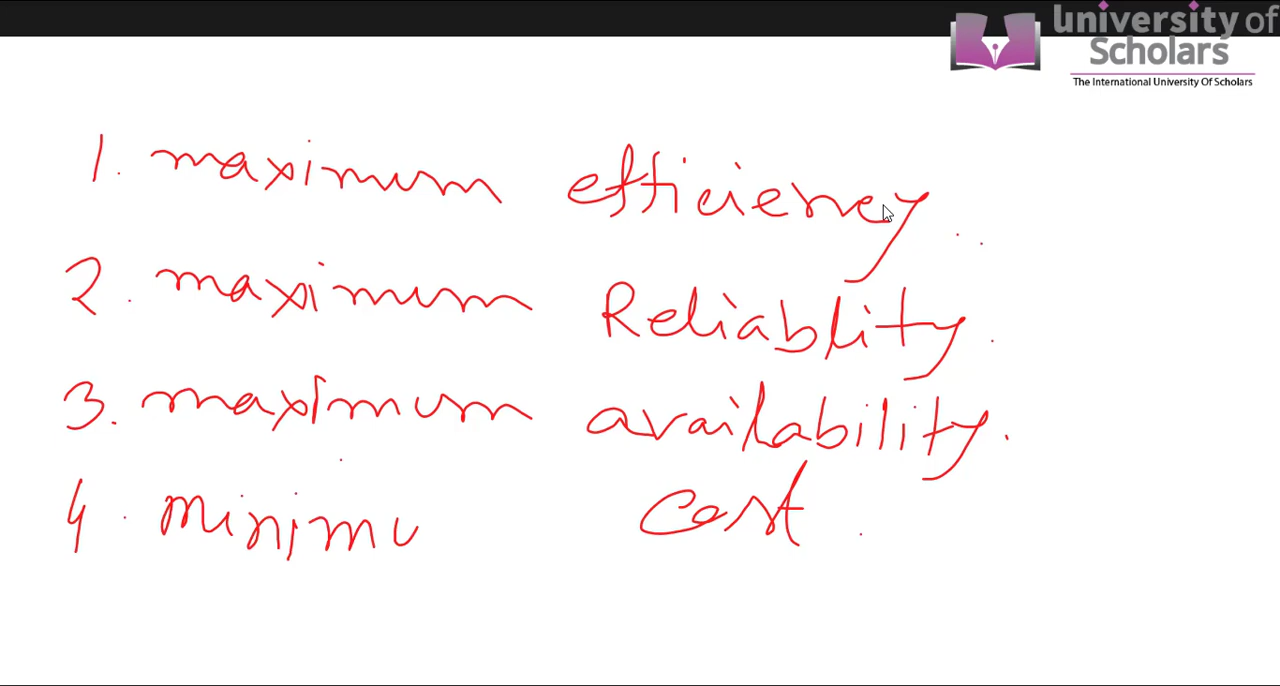 university of
Scholars
The International University Of Scholars
1. maximum efficiency
2. maximum Reliablity.
3. maximum availability.
4. minimu cost.